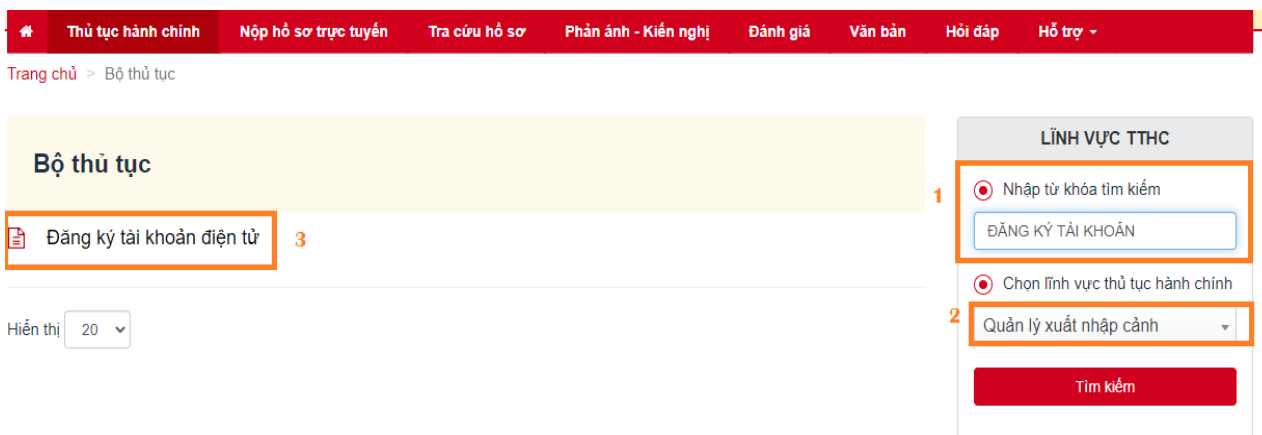 Thủ tục hành chính Nộp hồ sơ trực tuyến Tra cứu hồ sơ Phản ánh - Kiến nghị Đánh giá Văn bản Hỏi đáp Hỗ trợ
Trang chủ > Bộ thủ tục
Bộ thủ tục
Đăng ký tài khoản điện tử 3
Hiển thị 20
LĨNH VỰC TTHC
1 Nhập từ khóa tìm kiếm
ĐĂNG KÝ TÀI KHOẢN
Chọn lĩnh vực thủ tục hành chính
2 Quản lý xuất nhập cảnh
Tìm kiếm